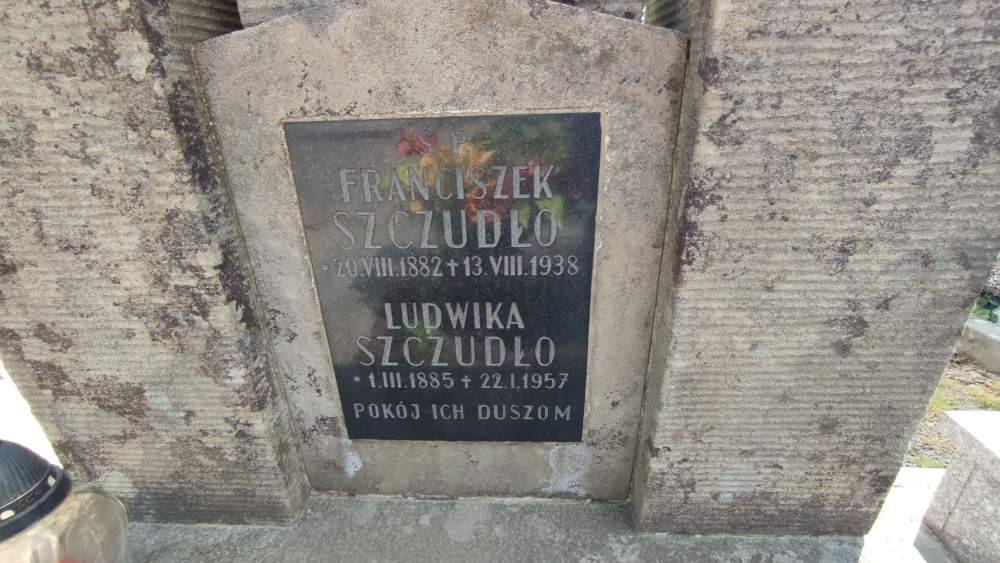 Ś P
FRANCISZEK
SZCZUDŁO
*20.VIII.1882 + 13.VIII.1938
LUDWIKA
SZCZUDŁO
*1.III.1885 + 22.I.1957
POKÓJ ICH DUSZOM